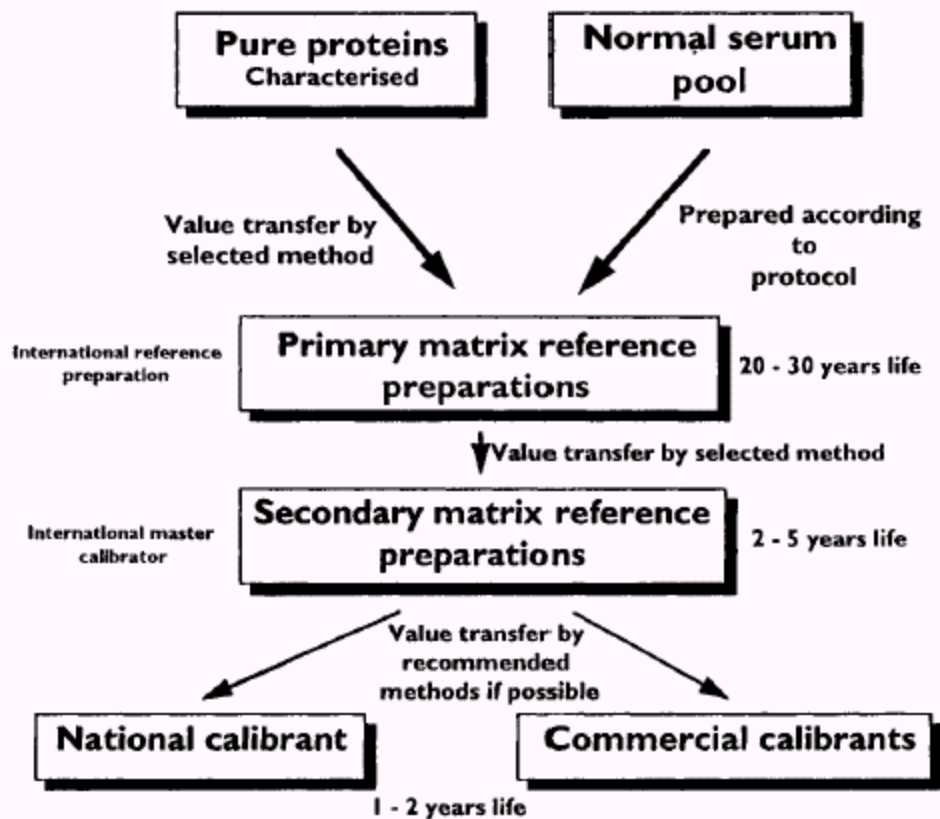 Pure proteins
Characterised
Normal serum
pool
Value transfer by
selected method
Prepared according
to
protocol
International reference
preparation
Primary matrix reference
preparations
20 - 30 years life
Value transfer by selected method
International master
calibrator
Secondary matrix reference
preparations
2 - 5 years life
Value transfer by
recommended
methods if possible
National calibrant
Commercial calibrants
1 - 2 years life